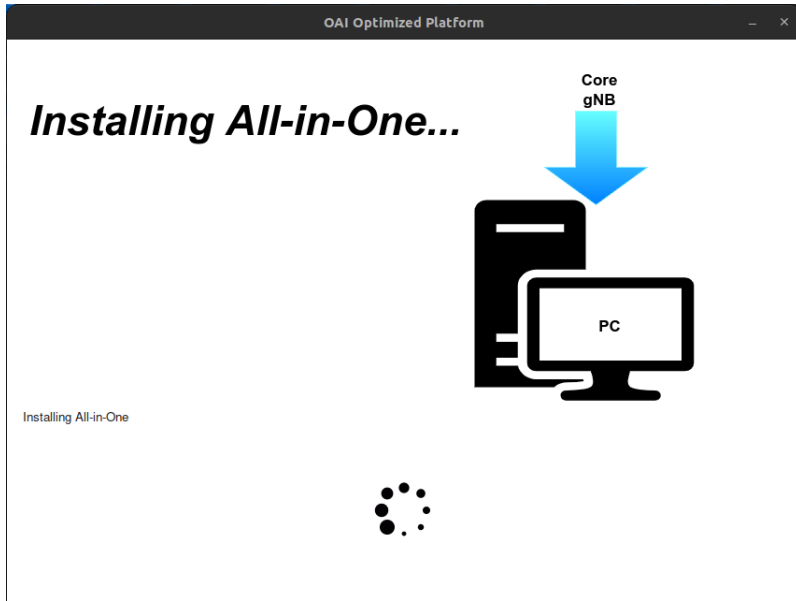 OAI Optimized Platform
Installing All-in-One...
Core
gNB
PC
Installing All-in-One